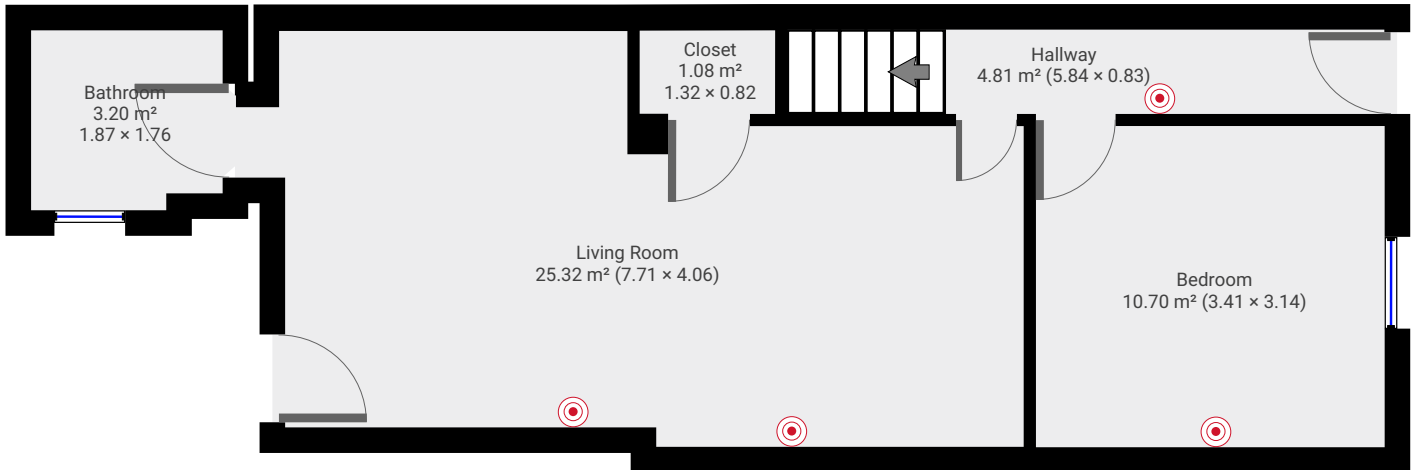 Bathroom
3.20 m²
1.87 × 1.76
Closet
1.08 m²
1.32 × 0.82
Hallway
4.81 m² (5.84 × 0.83)
Living Room
25.32 m² (7.71 × 4.06)
Bedroom
10.70 m² (3.41 × 3.14)